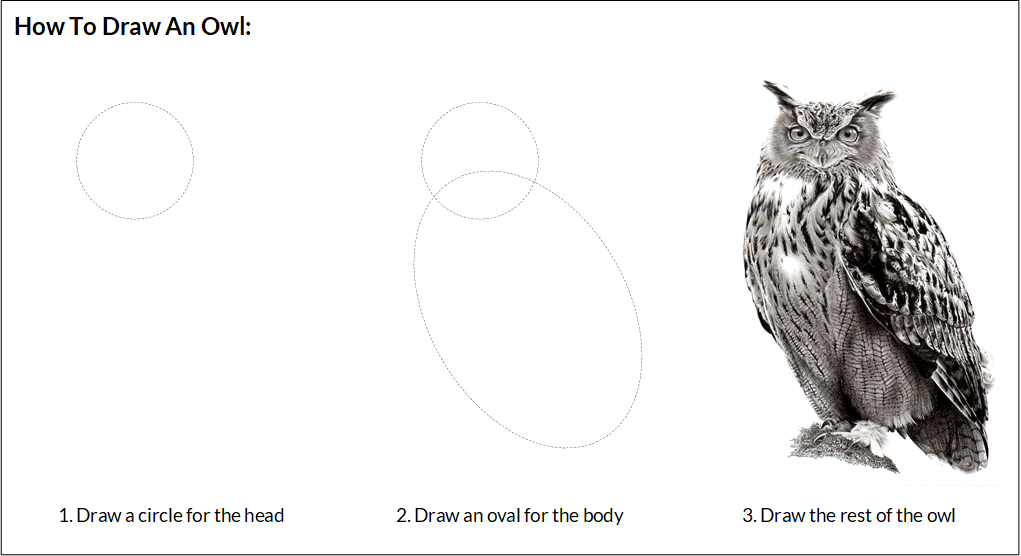 How To Draw An Owl:
1. Draw a circle for the head
2. Draw an oval for the body
3. Draw the rest of the owl